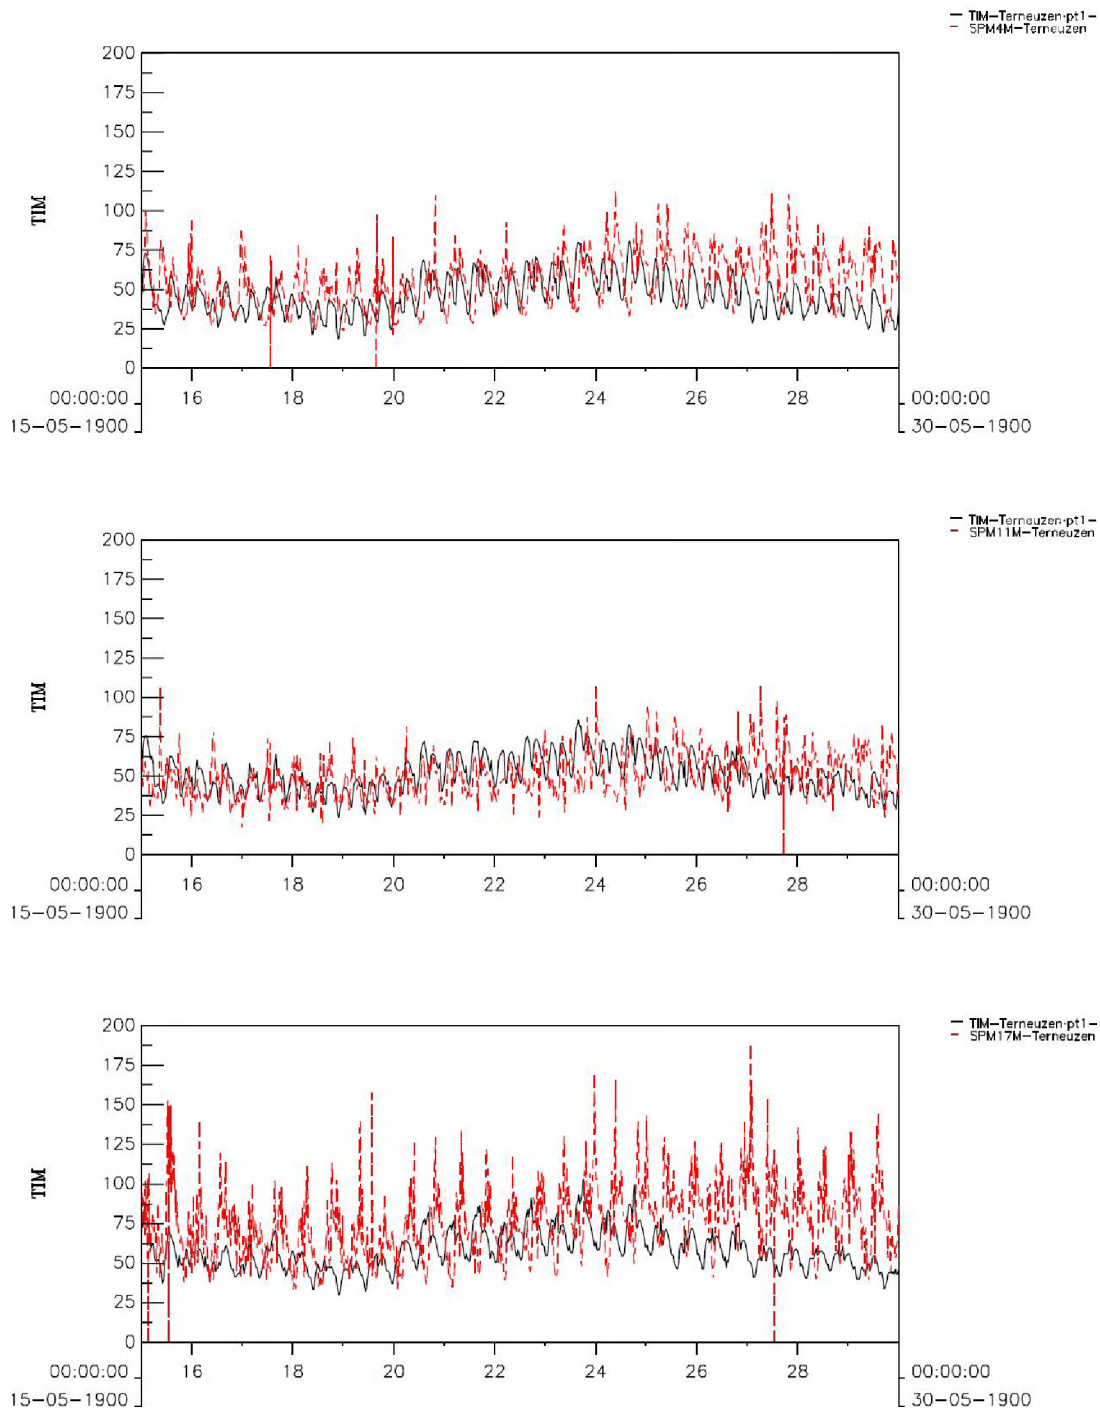 TIM-Terneuzen-pt1-
SPM4M-Terneuzen
200
175
150
125
100
75
50
25
0
TIM
16 18 20 22 24 26 28
00:00:00 00:00:00
15-05-1900 30-05-1900
TIM-Terneuzen-pt1-
SPM11M-Terneuzen
200
175
150
125
100
75
50
25
0
TIM
16 18 20 22 24 26 28
00:00:00 00:00:00
15-05-1900 30-05-1900
TIM-Terneuzen-pt1-
SPM17M-Terneuzen
200
175
150
125
100
75
50
25
0
TIM
16 18 20 22 24 26 28
00:00:00 00:00:00
15-05-1900 30-05-1900